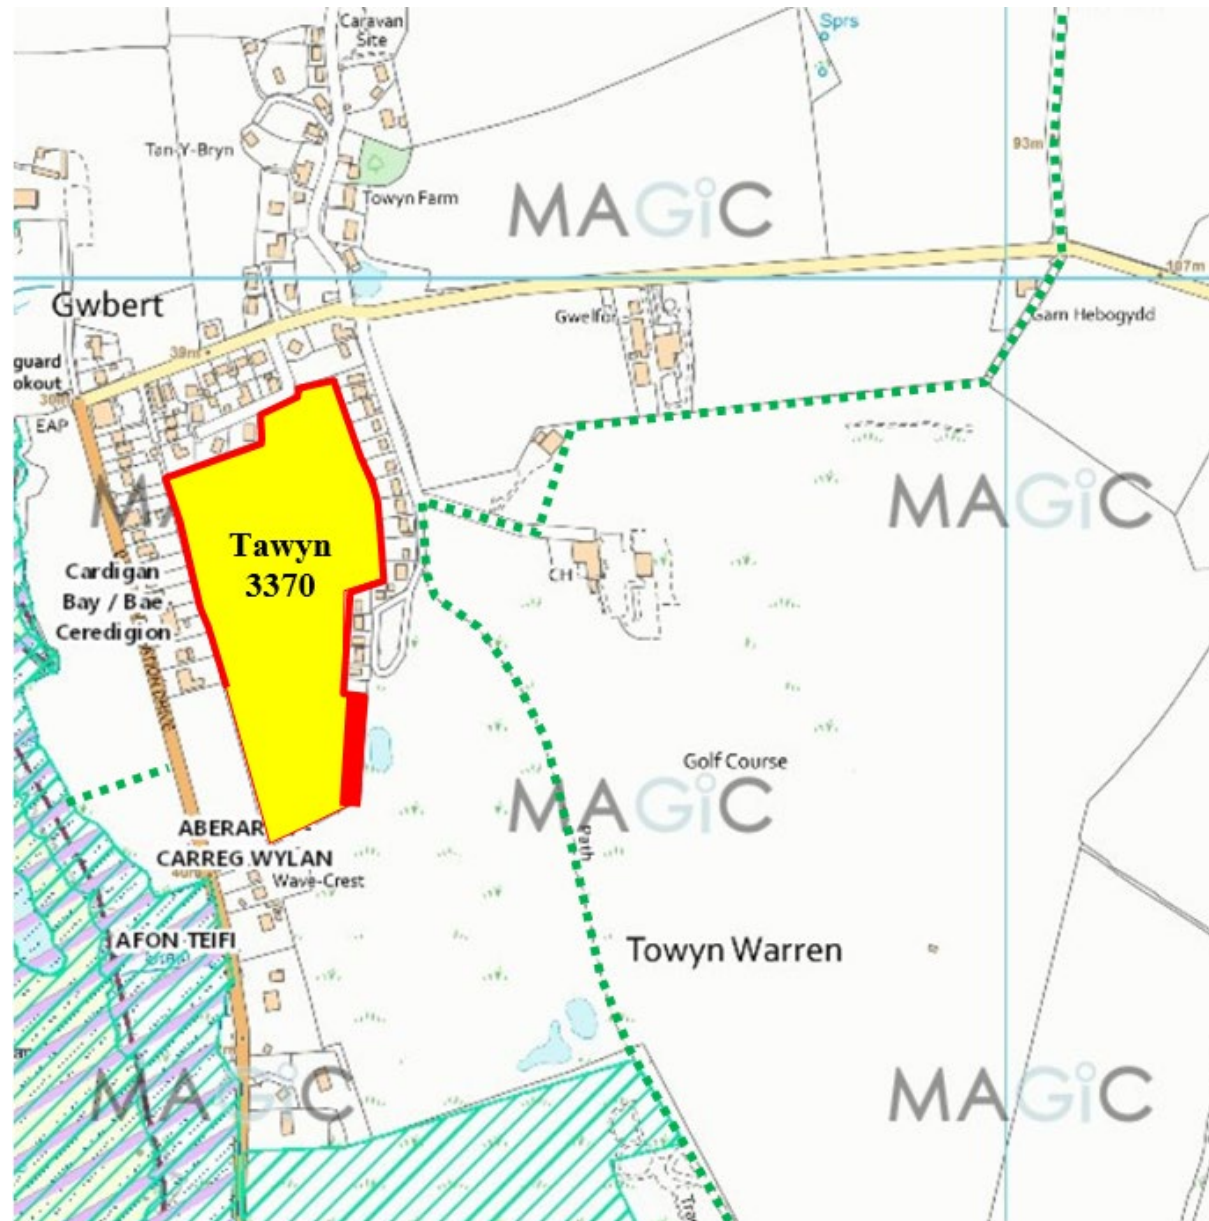 Caravan
Site
Sprs
Tan-Y-Bryn
93m
Towyn Farm
MAGiC
107m
Gwbert
Gwelfor
Garn Hebogydd
39m
guard
okout
EAP
MAGiC
Tawyn
3370
CH
Cardigan
Bay / Bae
Ceredigion
Golf Course
MAGiC
Path
ABERAR
CARREG WYLAN
Wave-Crest
AFON TEIFI
Towyn Warren
MAGiC
MAGiC